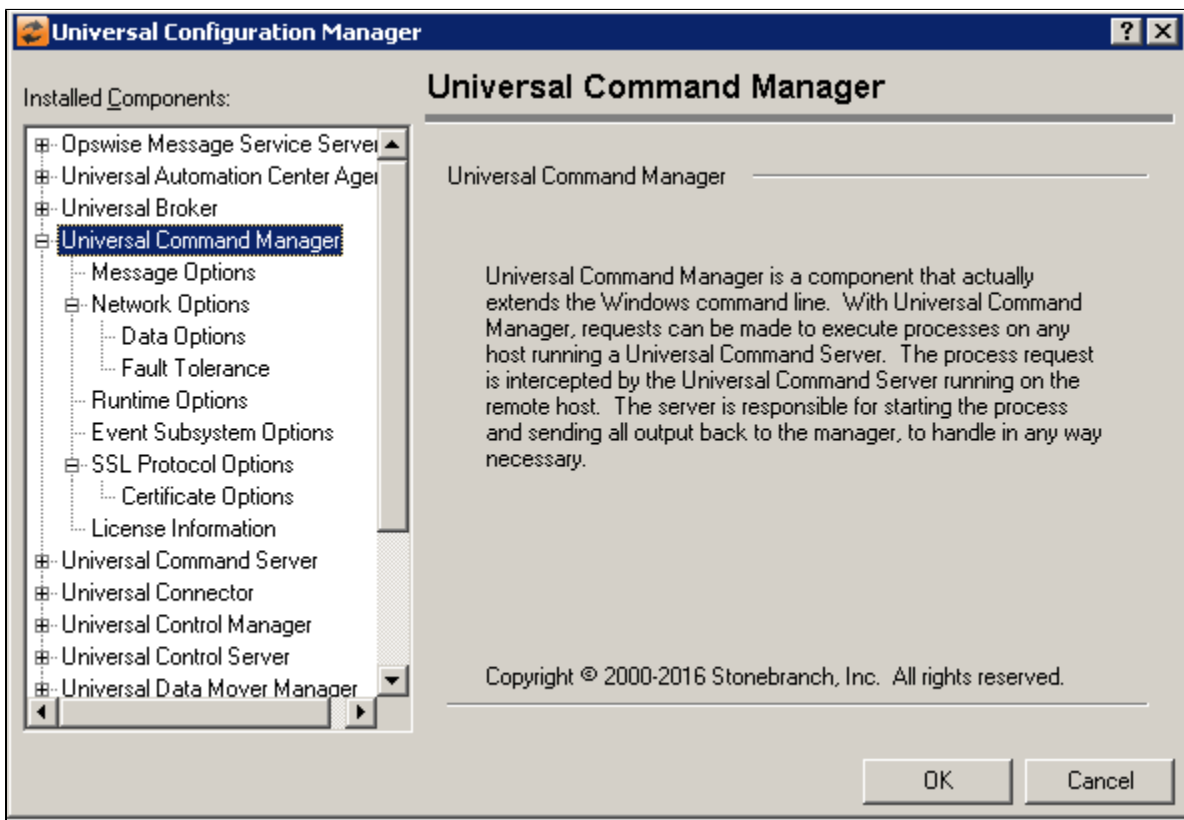 Universal Configuration Manager
Installed Components:
Opswise Message Service Server
Universal Automation Center Agen
Universal Broker
Universal Command Manager
Message Options
Network Options
Data Options
Fault Tolerance
Runtime Options
Event Subsystem Options
SSL Protocol Options
Certificate Options
License Information
Universal Command Server
Universal Connector
Universal Control Manager
Universal Control Server
Universal Data Mover Manager
Universal Command Manager
Universal Command Manager
Universal Command Manager is a component that actually
extends the Windows command line.  With Universal Command
Manager, requests can be made to execute processes on any
host running a Universal Command Server.  The process request
is intercepted by the Universal Command Server running on the
remote host.  The server is responsible for starting the process
and sending all output back to the manager, to handle in any way
necessary.
Copyright © 2000-2016 Stonebranch, Inc.  All rights reserved.
OK
Cancel